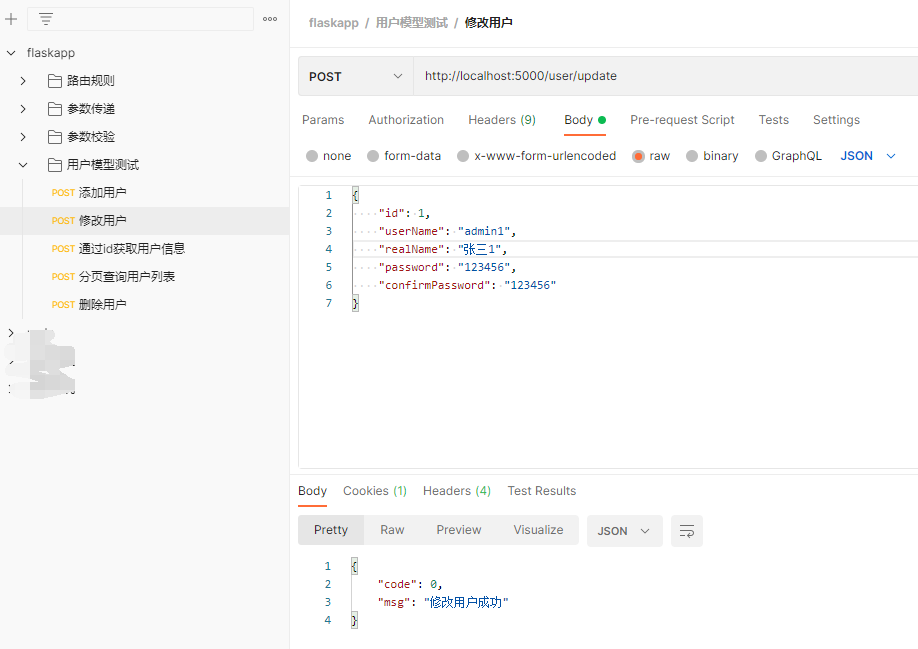 flaskapp
路由规则
参数传递
参数校验
用户模型测试
POST 添加用户
POST 修改用户
POST 通过id获取用户信息
POST 分页查询用户列表
POST 删除用户
flaskapp / 用户模型测试 / 修改用户
POST http://localhost:5000/user/update
Params Authorization Headers (9) Body Pre-request Script Tests Settings
none form-data x-www-form-urlencoded raw binary GraphQL JSON
1 {
2 "id": 1,
3 "userName": "admin1",
4 "realName": "张三1",
5 "password": "123456",
6 "confirmPassword": "123456"
7 }
Body Cookies (1) Headers (4) Test Results
Pretty Raw Preview Visualize JSON
1 {
2 "code": 0,
3 "msg": "修改用户成功"
4 }